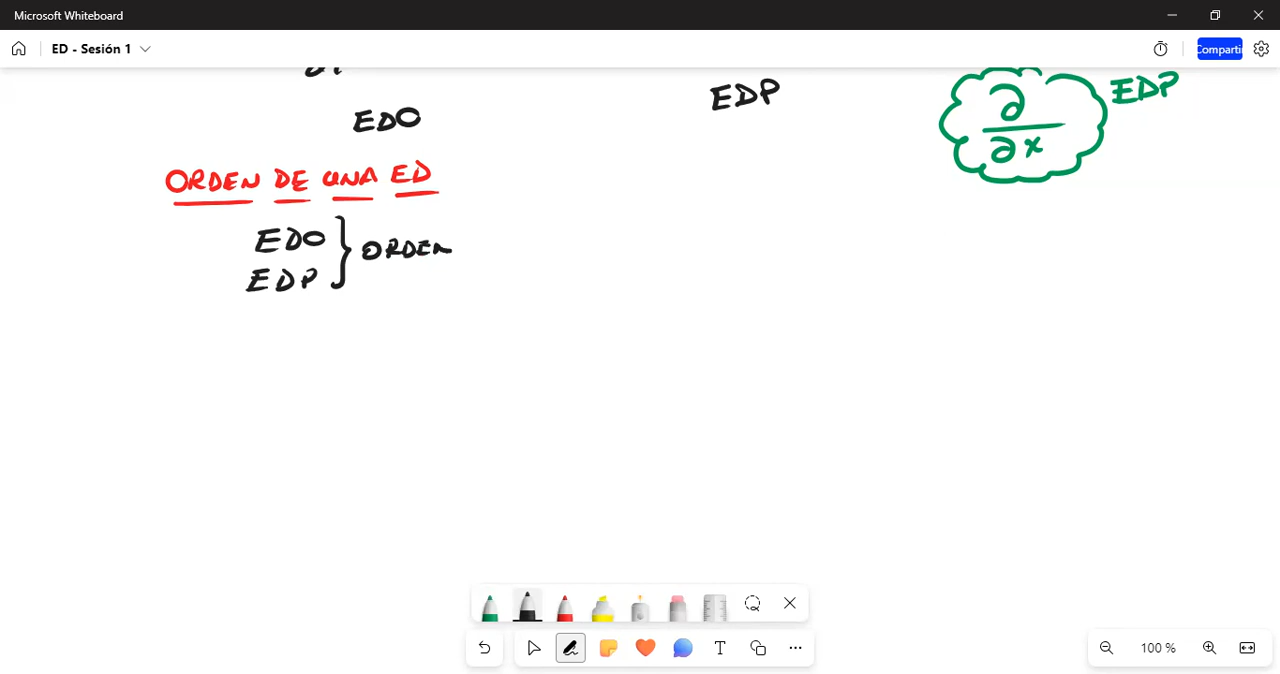 Microsoft Whiteboard
ED - Sesión 1
Comparti
EDO
EDP
∂
∂x
EDP
ORDEN DE UNA ED
EDO
EDP
ORDEN
T
100 %